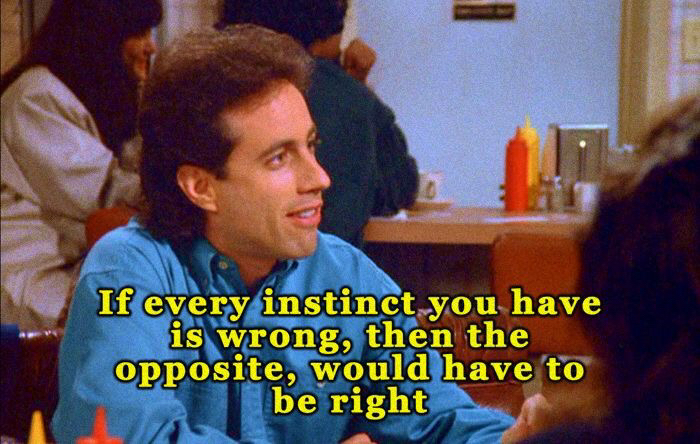 If every instinct you have
is wrong, then the
opposite, would have to
be right